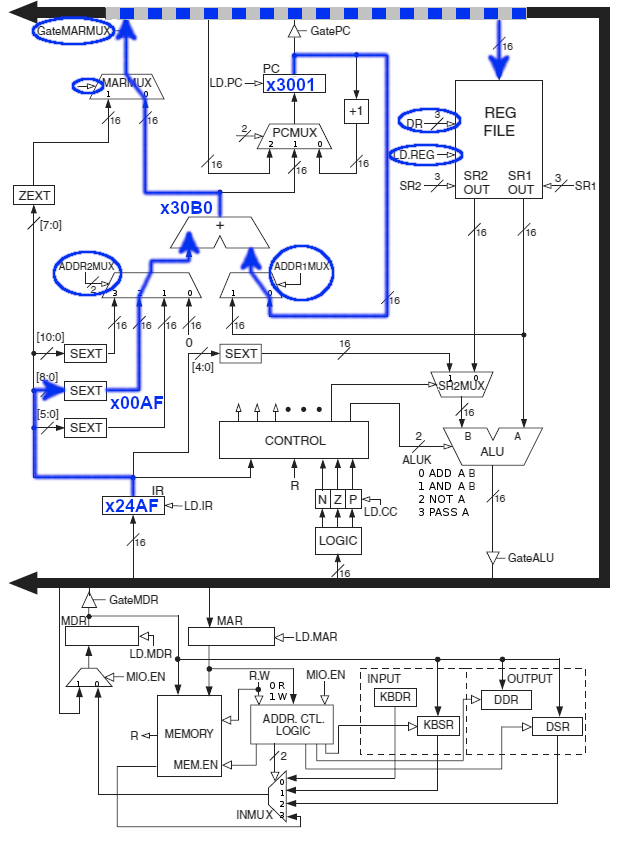 GateMARMUX
GatePC
16
PC
LD.PC
x3001
+1
MARMUX
1 0
16 16
2
PCMUX
2 1 0
16 16 16
REG
FILE
DR 3
LD.REG
SR2 3
SR2
OUT
SR1
OUT
3 SR1
16 16
ZEXT
[7:0]
x30B0
+
ADDR2MUX
2
ADDR1MUX
3 2 1 0
1 0
16 16 16
0
16 16
16
[10:0]
SEXT
[4:0]
SEXT
16
[8:0]
SEXT
x00AF
[5:0]
SEXT
1 0
SR2MUX
16
CONTROL
2
ALUK
B A
ALU
0 ADD A B
1 AND A B
2 NOT A
3 PASS A
IR
x24AF
LD.IR
R
N Z P
LD.CC
LOGIC
16
16
16
GateALU
GateMDR
MDR
LD.MDR
MAR
LD.MAR
MIO.EN
1 0
R.W
0 R
1 W
MIO.EN
INPUT
KBDR
KBSR
OUTPUT
DDR
DSR
R
MEMORY
MEM.EN
ADDR. CTL.
LOGIC
2
0
1
2
3
INMUX